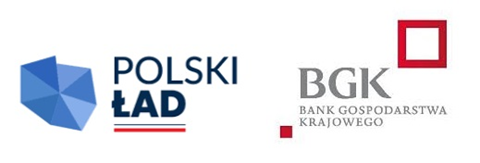 POLSKI
ŁAD
BGK
BANK GOSPODARSTWA
KRAJOWEGO